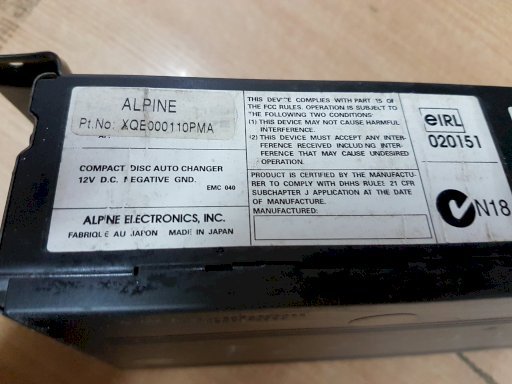 ALPINE
Pt.No: XQE000110PMA
COMPACT DISC AUTO CHANGER
12V D.C. NEGATIVE GND.
EMC 040
ALPINE ELECTRONICS, INC.
FABRIQUÉ AU JAPON MADE IN JAPAN
THIS DEVICE COMPLIES WITH PART 15 OF
THE FCC RULES. OPERATION IS SUBJECT TO
THE FOLLOWING TWO CONDITIONS:
(1) THIS DEVICE MAY NOT CAUSE HARMFUL
INTERFERENCE.
(2) THIS DEVICE MUST ACCEPT ANY INTER-
FERENCE RECEIVED INCLUDING INTER-
FERENCE THAT MAY CAUSE UNDESIRED
OPERATION.
PRODUCT IS CERTIFIED BY THE MANUFACTU-
RER TO COMPLY WITH DHHS RULES 21 CFR
SUBCHAPTER J APPLICATION AT THE DATE
OF MANUFACTURE.
MANUFACTURED:
eIRL
020151
N18